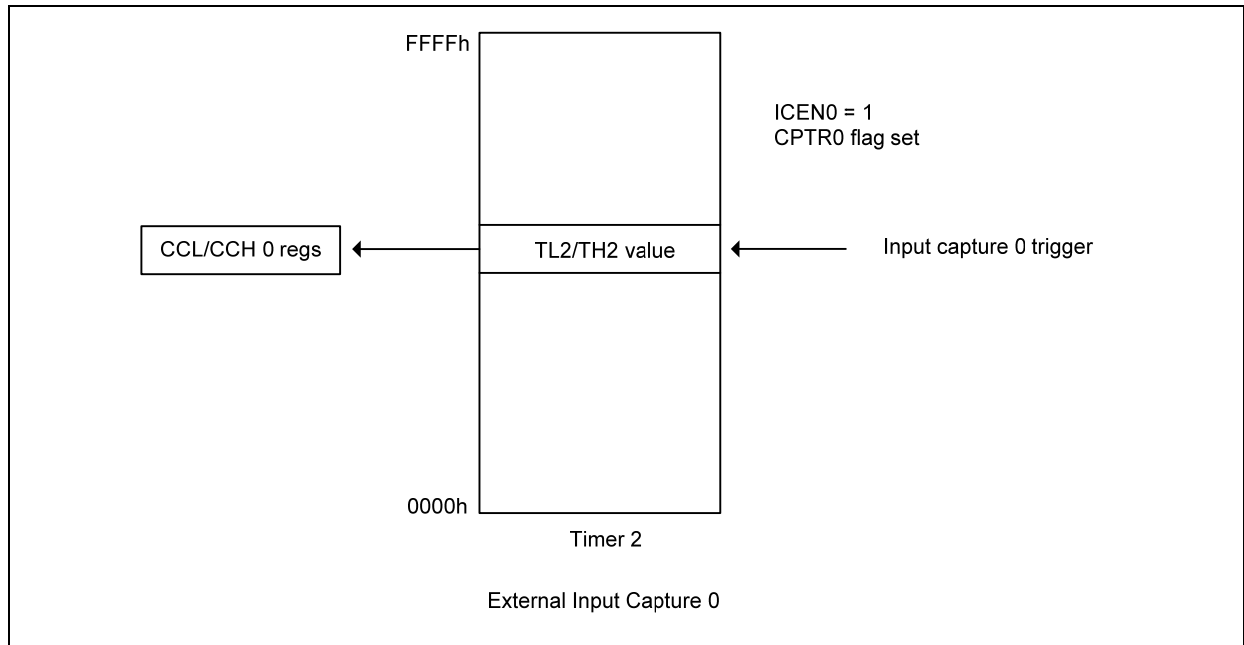 FFFFh
ICEN0 = 1
CPTR0 flag set
CCL/CCH 0 regs
TL2/TH2 value
Input capture 0 trigger
0000h
Timer 2
External Input Capture 0